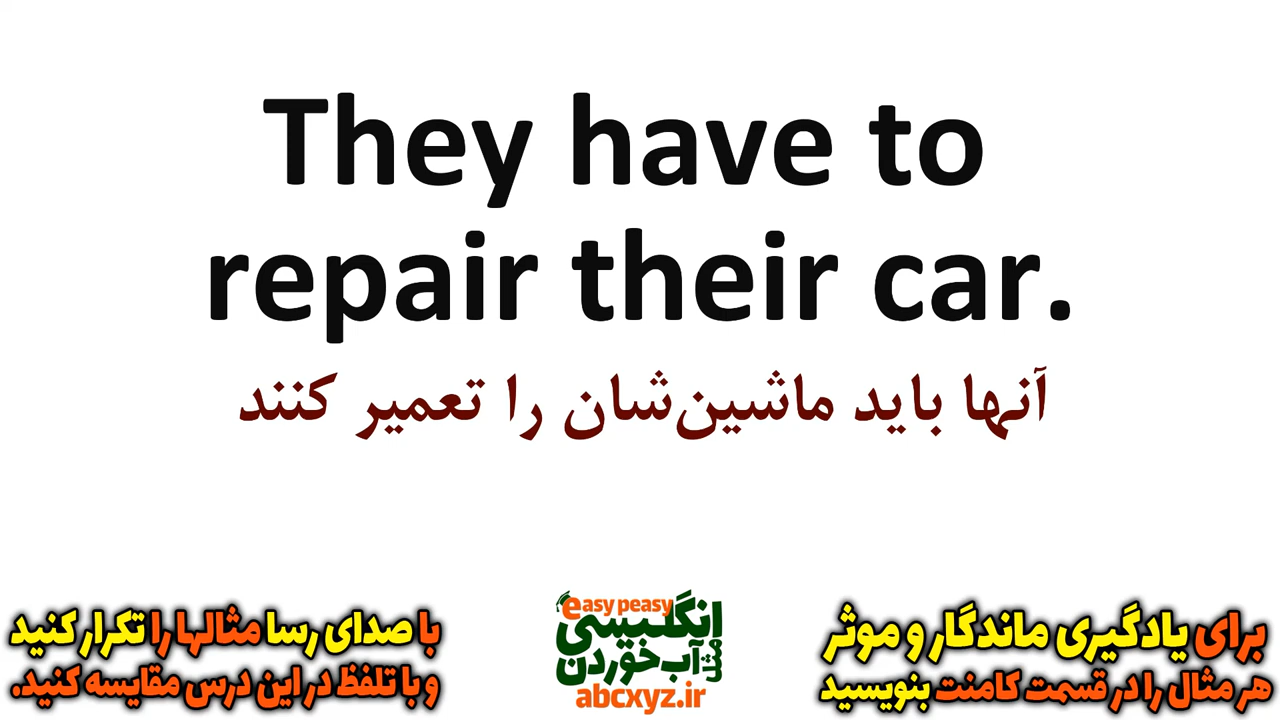 They have to
repair their car.
آنها باید ماشین‌شان را تعمیر کنند
برای یادگیری ماندگار و موثر
هر مثال را در قسمت کامنت بنویسید
easy peasy
انگلیسی
مثل آب خوردن
abcxyz.ir
با صدای رسا مثالها را تکرار کنید
و با تلفظ در این درس مقایسه کنید.